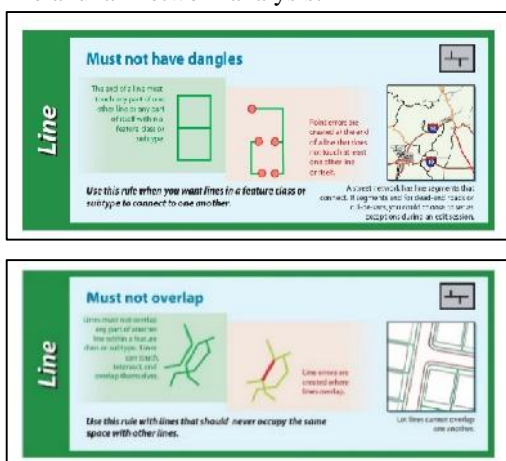 Line
Must not have dangles
The end of a line must
touch any part of one
other line or any part
of itself within a
feature class or
subtype.
Point errors are
created at the end
of a line that does
not touch at least
one other line
or itself.
Use this rule when you want lines in a feature class or
subtype to connect to one another.
A street network has line segments that
connect. If segments end for dead-end roads or
cul-de-sacs, you could choose to set as
exceptions during an edit session.
Line
Must not overlap
Lines must not overlap
any part of another
line within a feature
class or subtype. Lines
can touch,
intersect, and
overlap themselves.
Line errors are
created where
lines overlap.
Use this rule with lines that should never occupy the same
space with other lines.
Lot lines cannot overlap
one another.